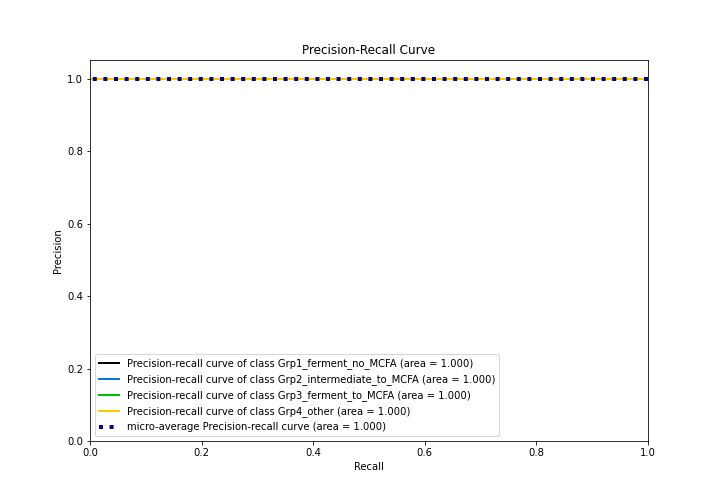 Precision-Recall Curve
1.0
0.8
0.6
0.4
0.2
0.0
Precision
Precision-recall curve of class Grp1_ferment_no_MCFA (area = 1.000)
Precision-recall curve of class Grp2_intermediate_to_MCFA (area = 1.000)
Precision-recall curve of class Grp3_ferment_to_MCFA (area = 1.000)
Precision-recall curve of class Grp4_other (area = 1.000)
micro-average Precision-recall curve (area = 1.000)
0.0 0.2 0.4 0.6 0.8 1.0
Recall